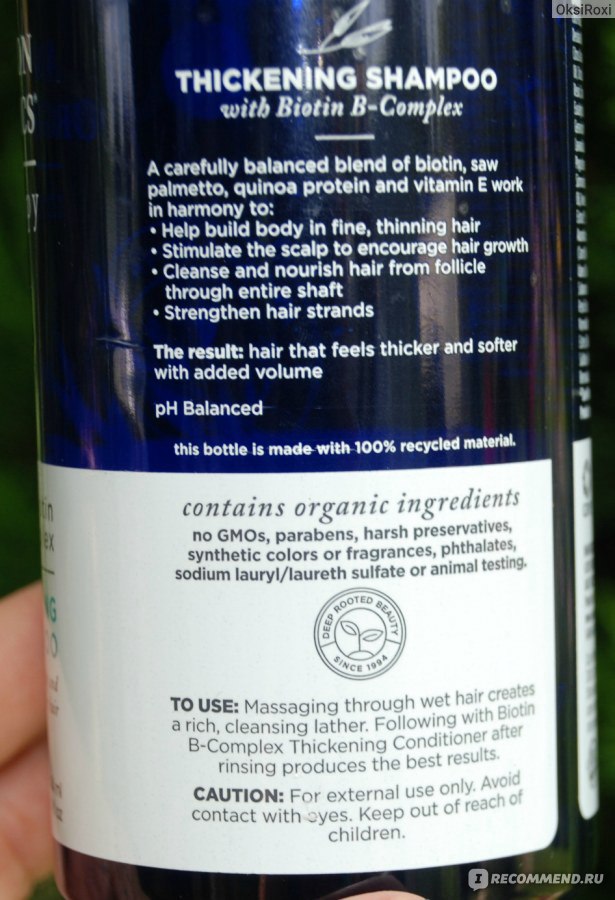 OksiRoxi
THICKENING SHAMPOO
with Biotin B-Complex
A carefully balanced blend of biotin, saw
palmetto, quinoa protein and vitamin E work
in harmony to:
• Help build body in fine, thinning hair
• Stimulate the scalp to encourage hair growth
• Cleanse and nourish hair from follicle
through entire shaft
• Strengthen hair strands
The result: hair that feels thicker and softer
with added volume
pH Balanced
this bottle is made with 100% recycled material.
contains organic ingredients
no GMOs, parabens, harsh preservatives,
synthetic colors or fragrances, phthalates,
sodium lauryl/laureth sulfate or animal testing.
DEEP ROOTED BEAUTY
SINCE 1994
TO USE: Massaging through wet hair creates
a rich, cleansing lather. Following with Biotin
B-Complex Thickening Conditioner after
rinsing produces the best results.
CAUTION: For external use only. Avoid
contact with eyes. Keep out of reach of
children.
IRECOMMEND.RU